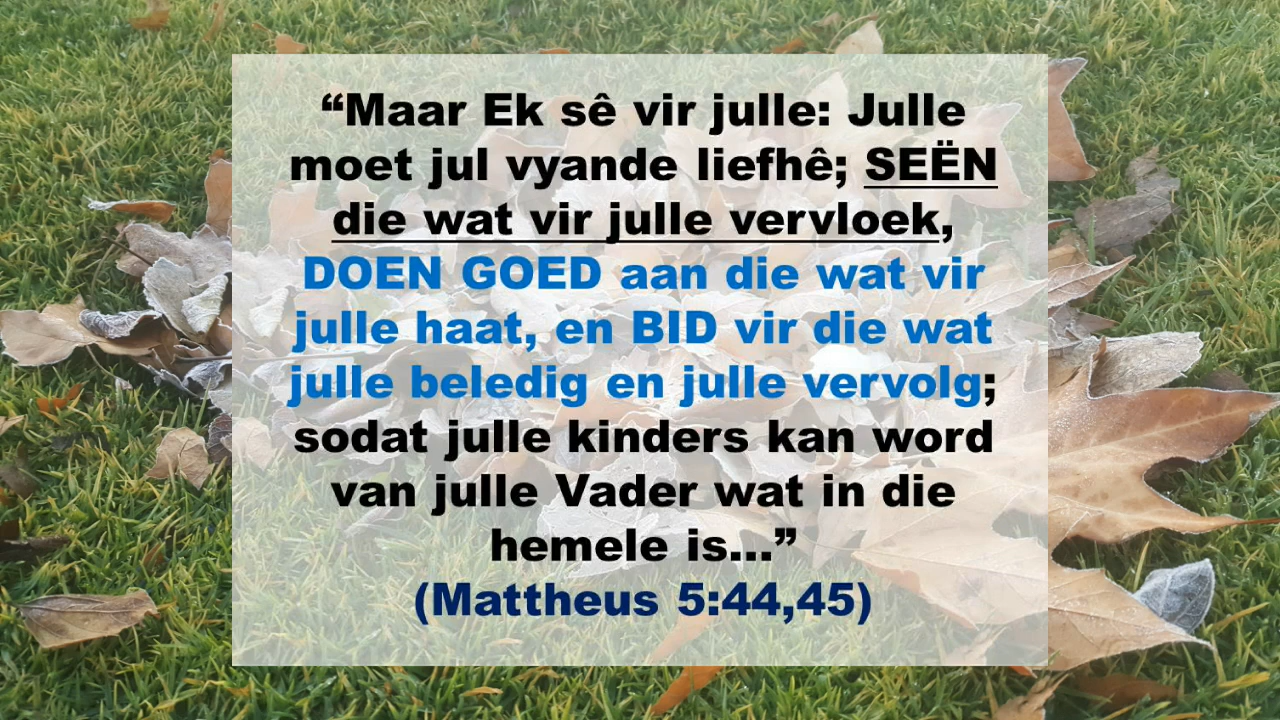 “Maar Ek sê vir julle: Julle
moet jul vyande liefhê; SEËN
die wat vir julle vervloek,
DOEN GOED aan die wat vir
julle haat, en BID vir die wat
julle beledig en julle vervolg;
sodat julle kinders kan word
van julle Vader wat in die
hemele is...”
(Mattheus 5:44,45)